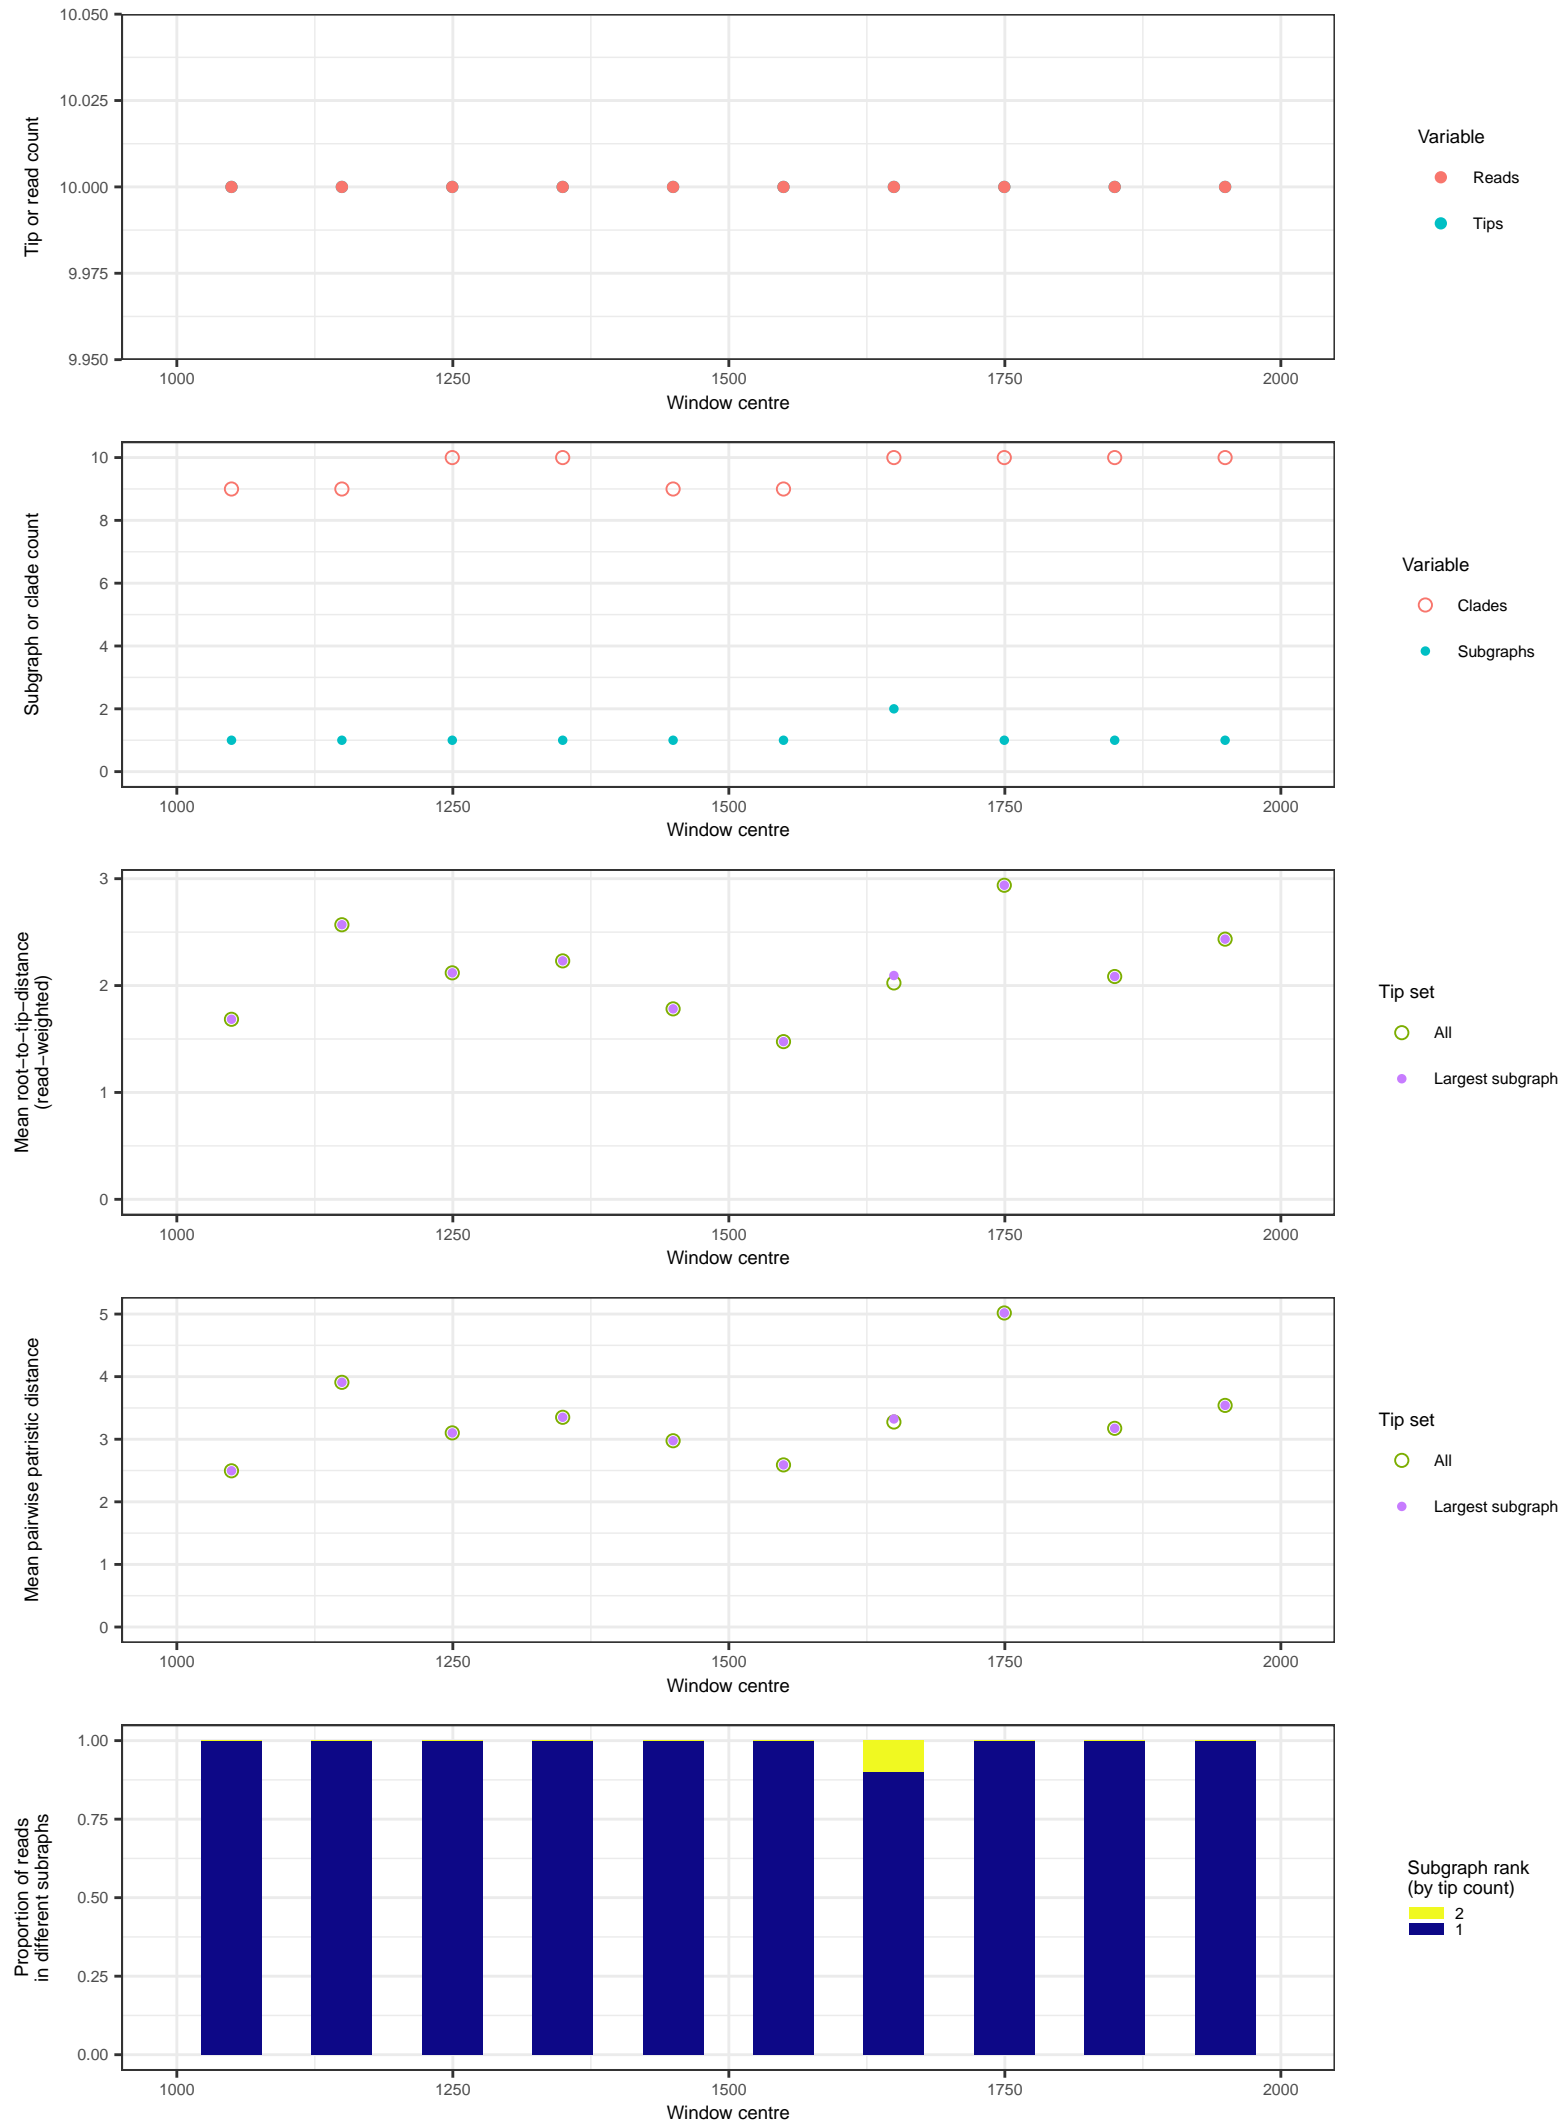 10.050
10.025
10.000
9.975
9.950
Tip or read count
1000 1250 1500 1750 2000
Window centre
Variable
Reads
Tips
10
8
6
4
2
0
Subgraph or clade count
1000 1250 1500 1750 2000
Window centre
Variable
Clades
Subgraphs
3
2
1
0
Mean root−to−tip−distance
(read−weighted)
1000 1250 1500 1750 2000
Window centre
Tip set
All
Largest subgraph
5
4
3
2
1
0
Mean pairwise patristic distance
1000 1250 1500 1750 2000
Window centre
Tip set
All
Largest subgraph
1.00
0.75
0.50
0.25
0.00
Proportion of reads
in different subraphs
1000 1250 1500 1750 2000
Window centre
Subgraph rank
(by tip count)
2
1